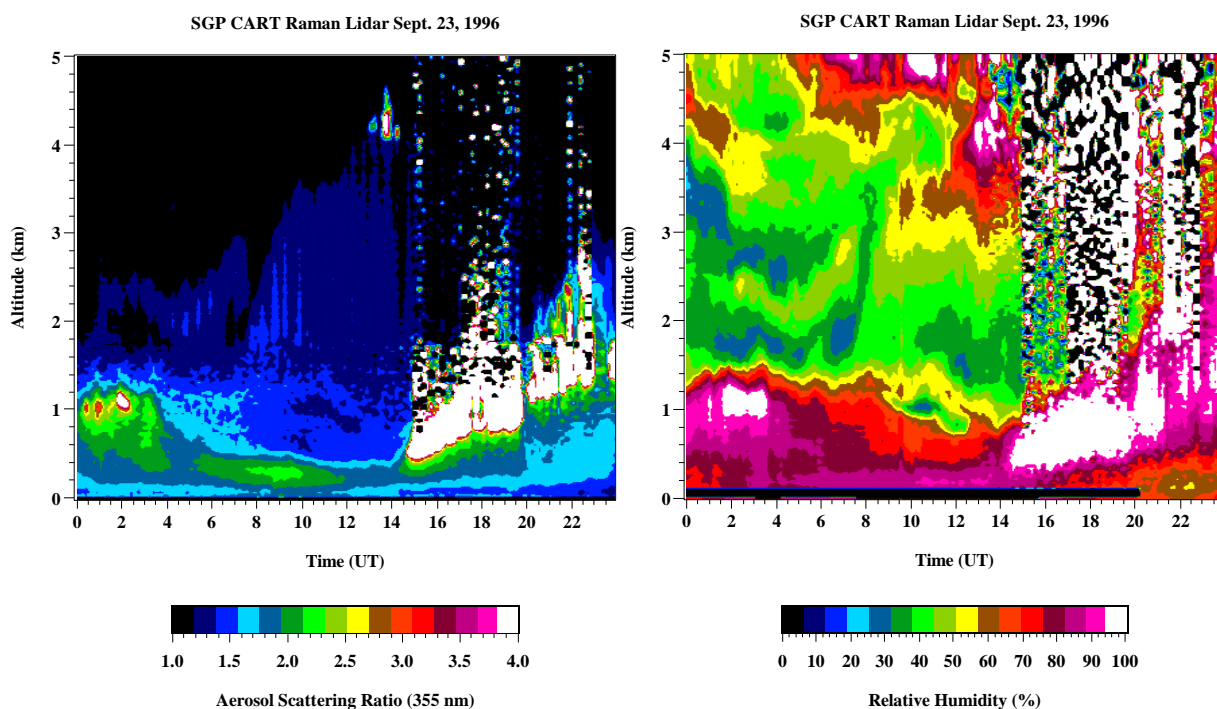 SGP CART Raman Lidar Sept. 23, 1996
5
4
3
2
1
0
Altitude (km)
0 2 4 6 8 10 12 14 16 18 20 22
Time (UT)
1.0 1.5 2.0 2.5 3.0 3.5 4.0
Aerosol Scattering Ratio (355 nm)
SGP CART Raman Lidar Sept. 23, 1996
5
4
3
2
1
0
Altitude (km)
0 2 4 6 8 10 12 14 16 18 20 22
Time (UT)
0 10 20 30 40 50 60 70 80 90 100
Relative Humidity (%)